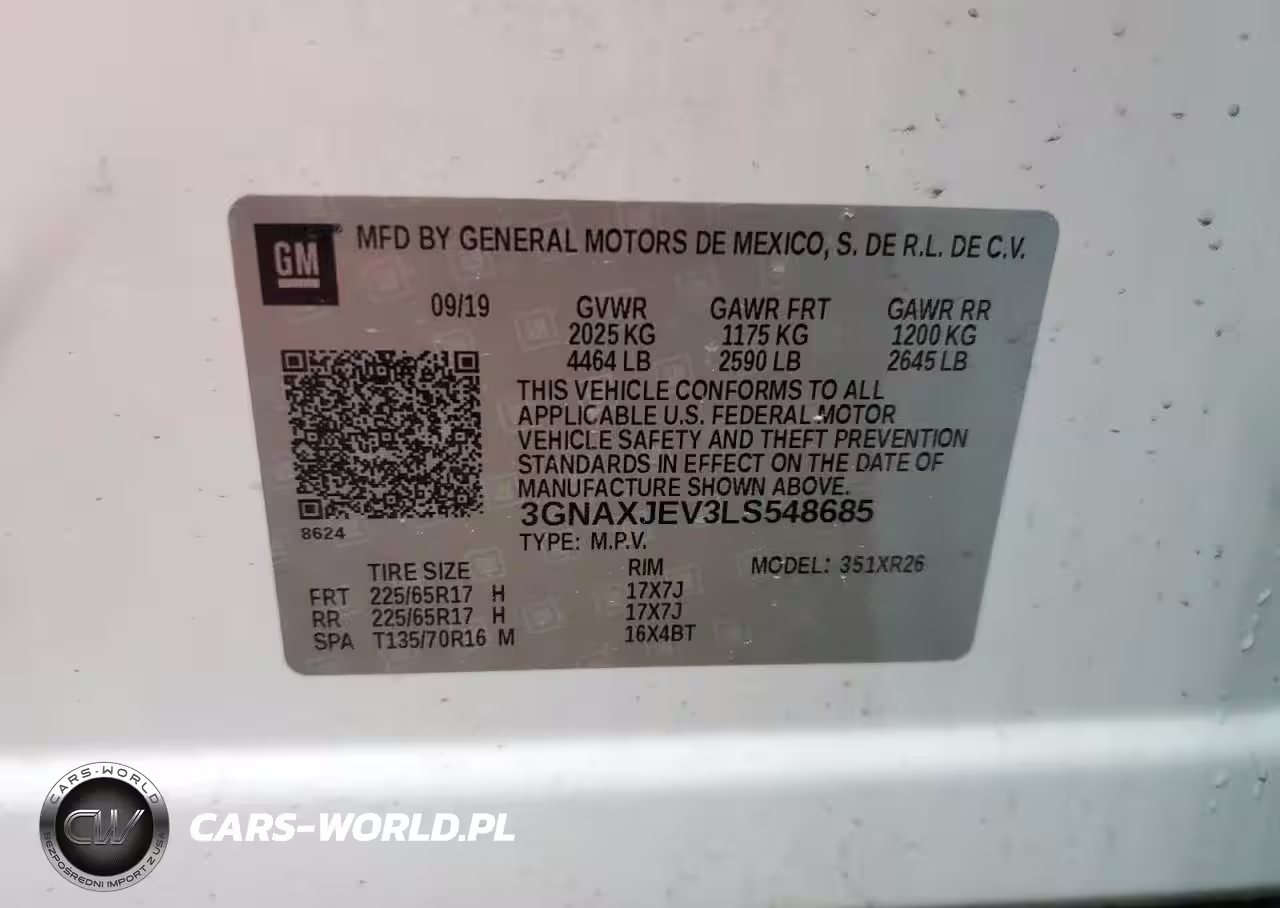 GM
MFD BY GENERAL MOTORS DE MEXICO, S. DE R.L. DE C.V.
09/19 GVWR GAWR FRT GAWR RR
2025 KG 1175 KG 1200 KG
4464 LB 2590 LB 2645 LB
THIS VEHICLE CONFORMS TO ALL
APPLICABLE U.S. FEDERAL MOTOR
VEHICLE SAFETY AND THEFT PREVENTION
STANDARDS IN EFFECT ON THE DATE OF
MANUFACTURE SHOWN ABOVE.
3GNAXJEV3LS548685
8624
TYPE: M.P.V.
TIRE SIZE RIM MODEL: 351XR26
FRT 225/65R17 H 17X7J
RR 225/65R17 H 17X7J
SPA T135/70R16 M 16X4BT
CARS-WORLD
CW
BEZPOŚREDNI IMPORT Z USA
CARS-WORLD.PL